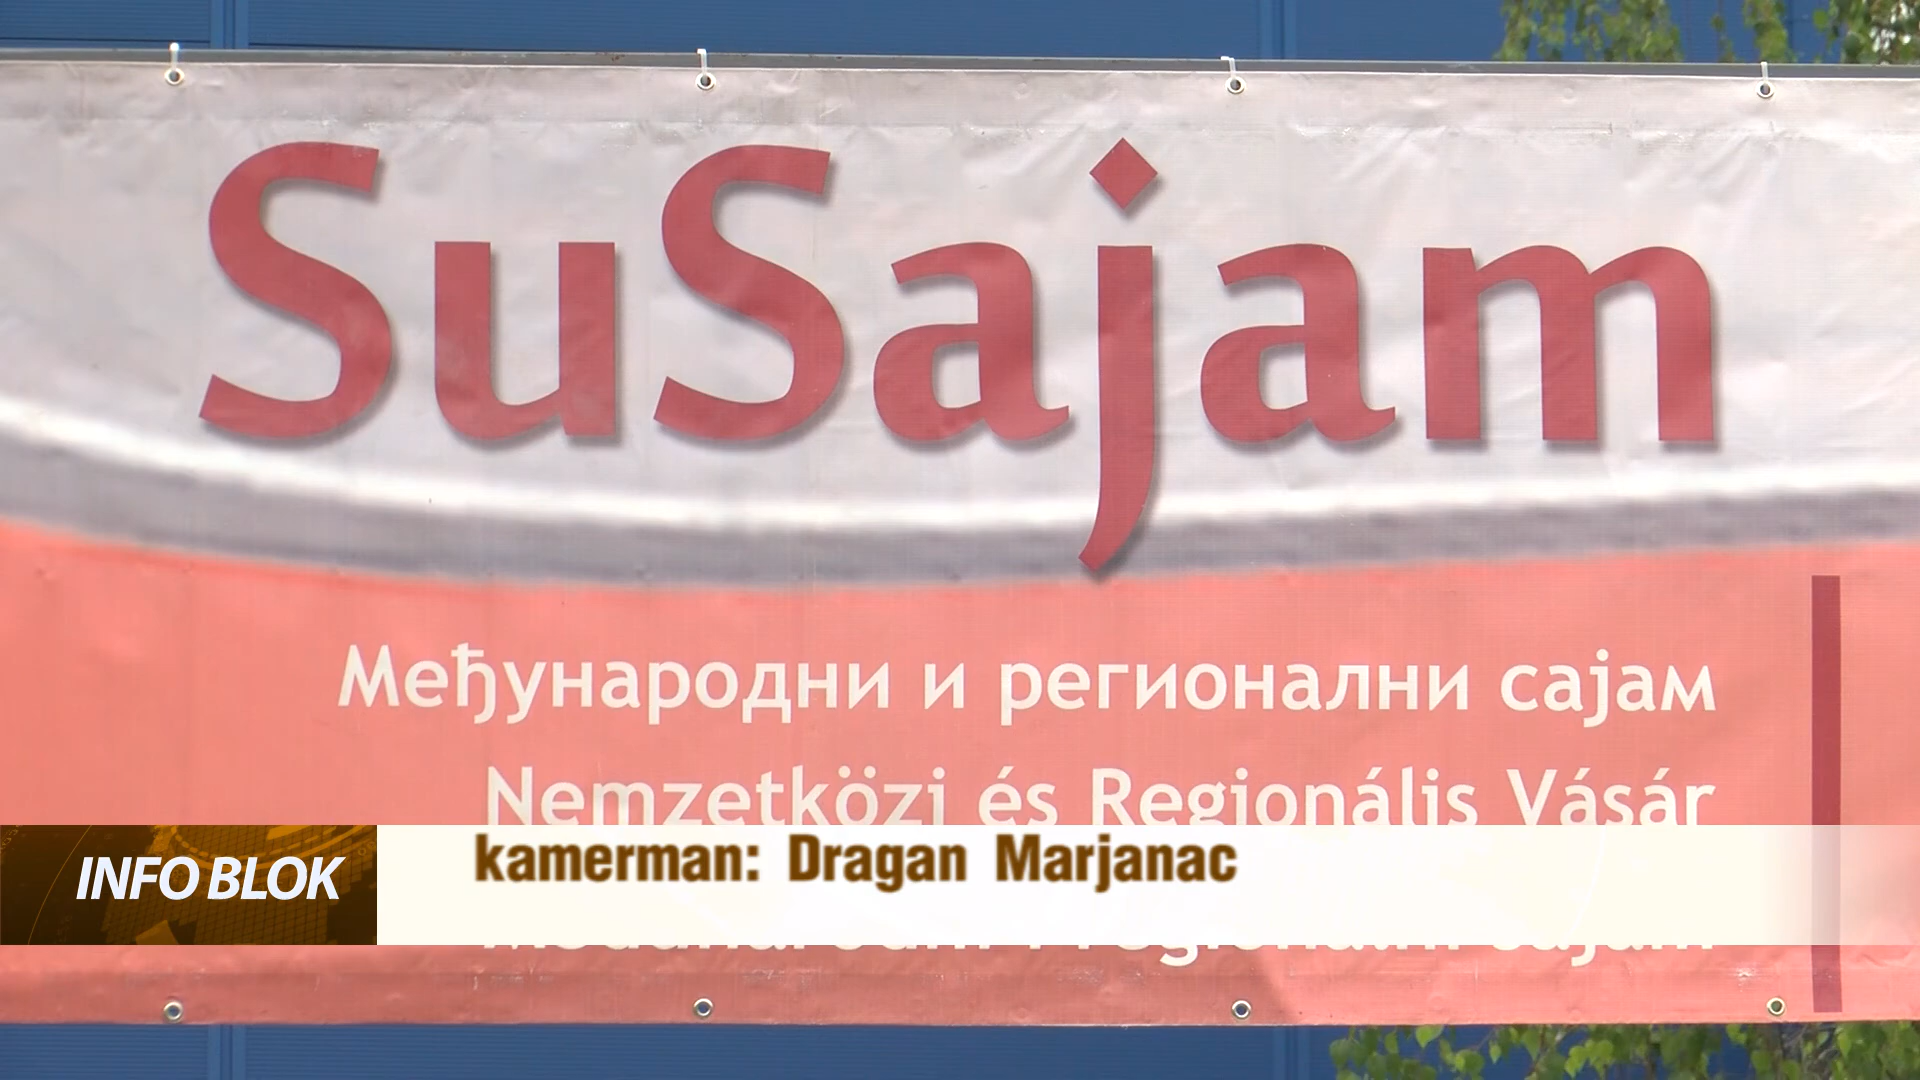 SuSajam
Међународни и регионални сајам
Nemzetközi és Regionális Vásár
INFO BLOK
kamerman: Dragan Marjanac